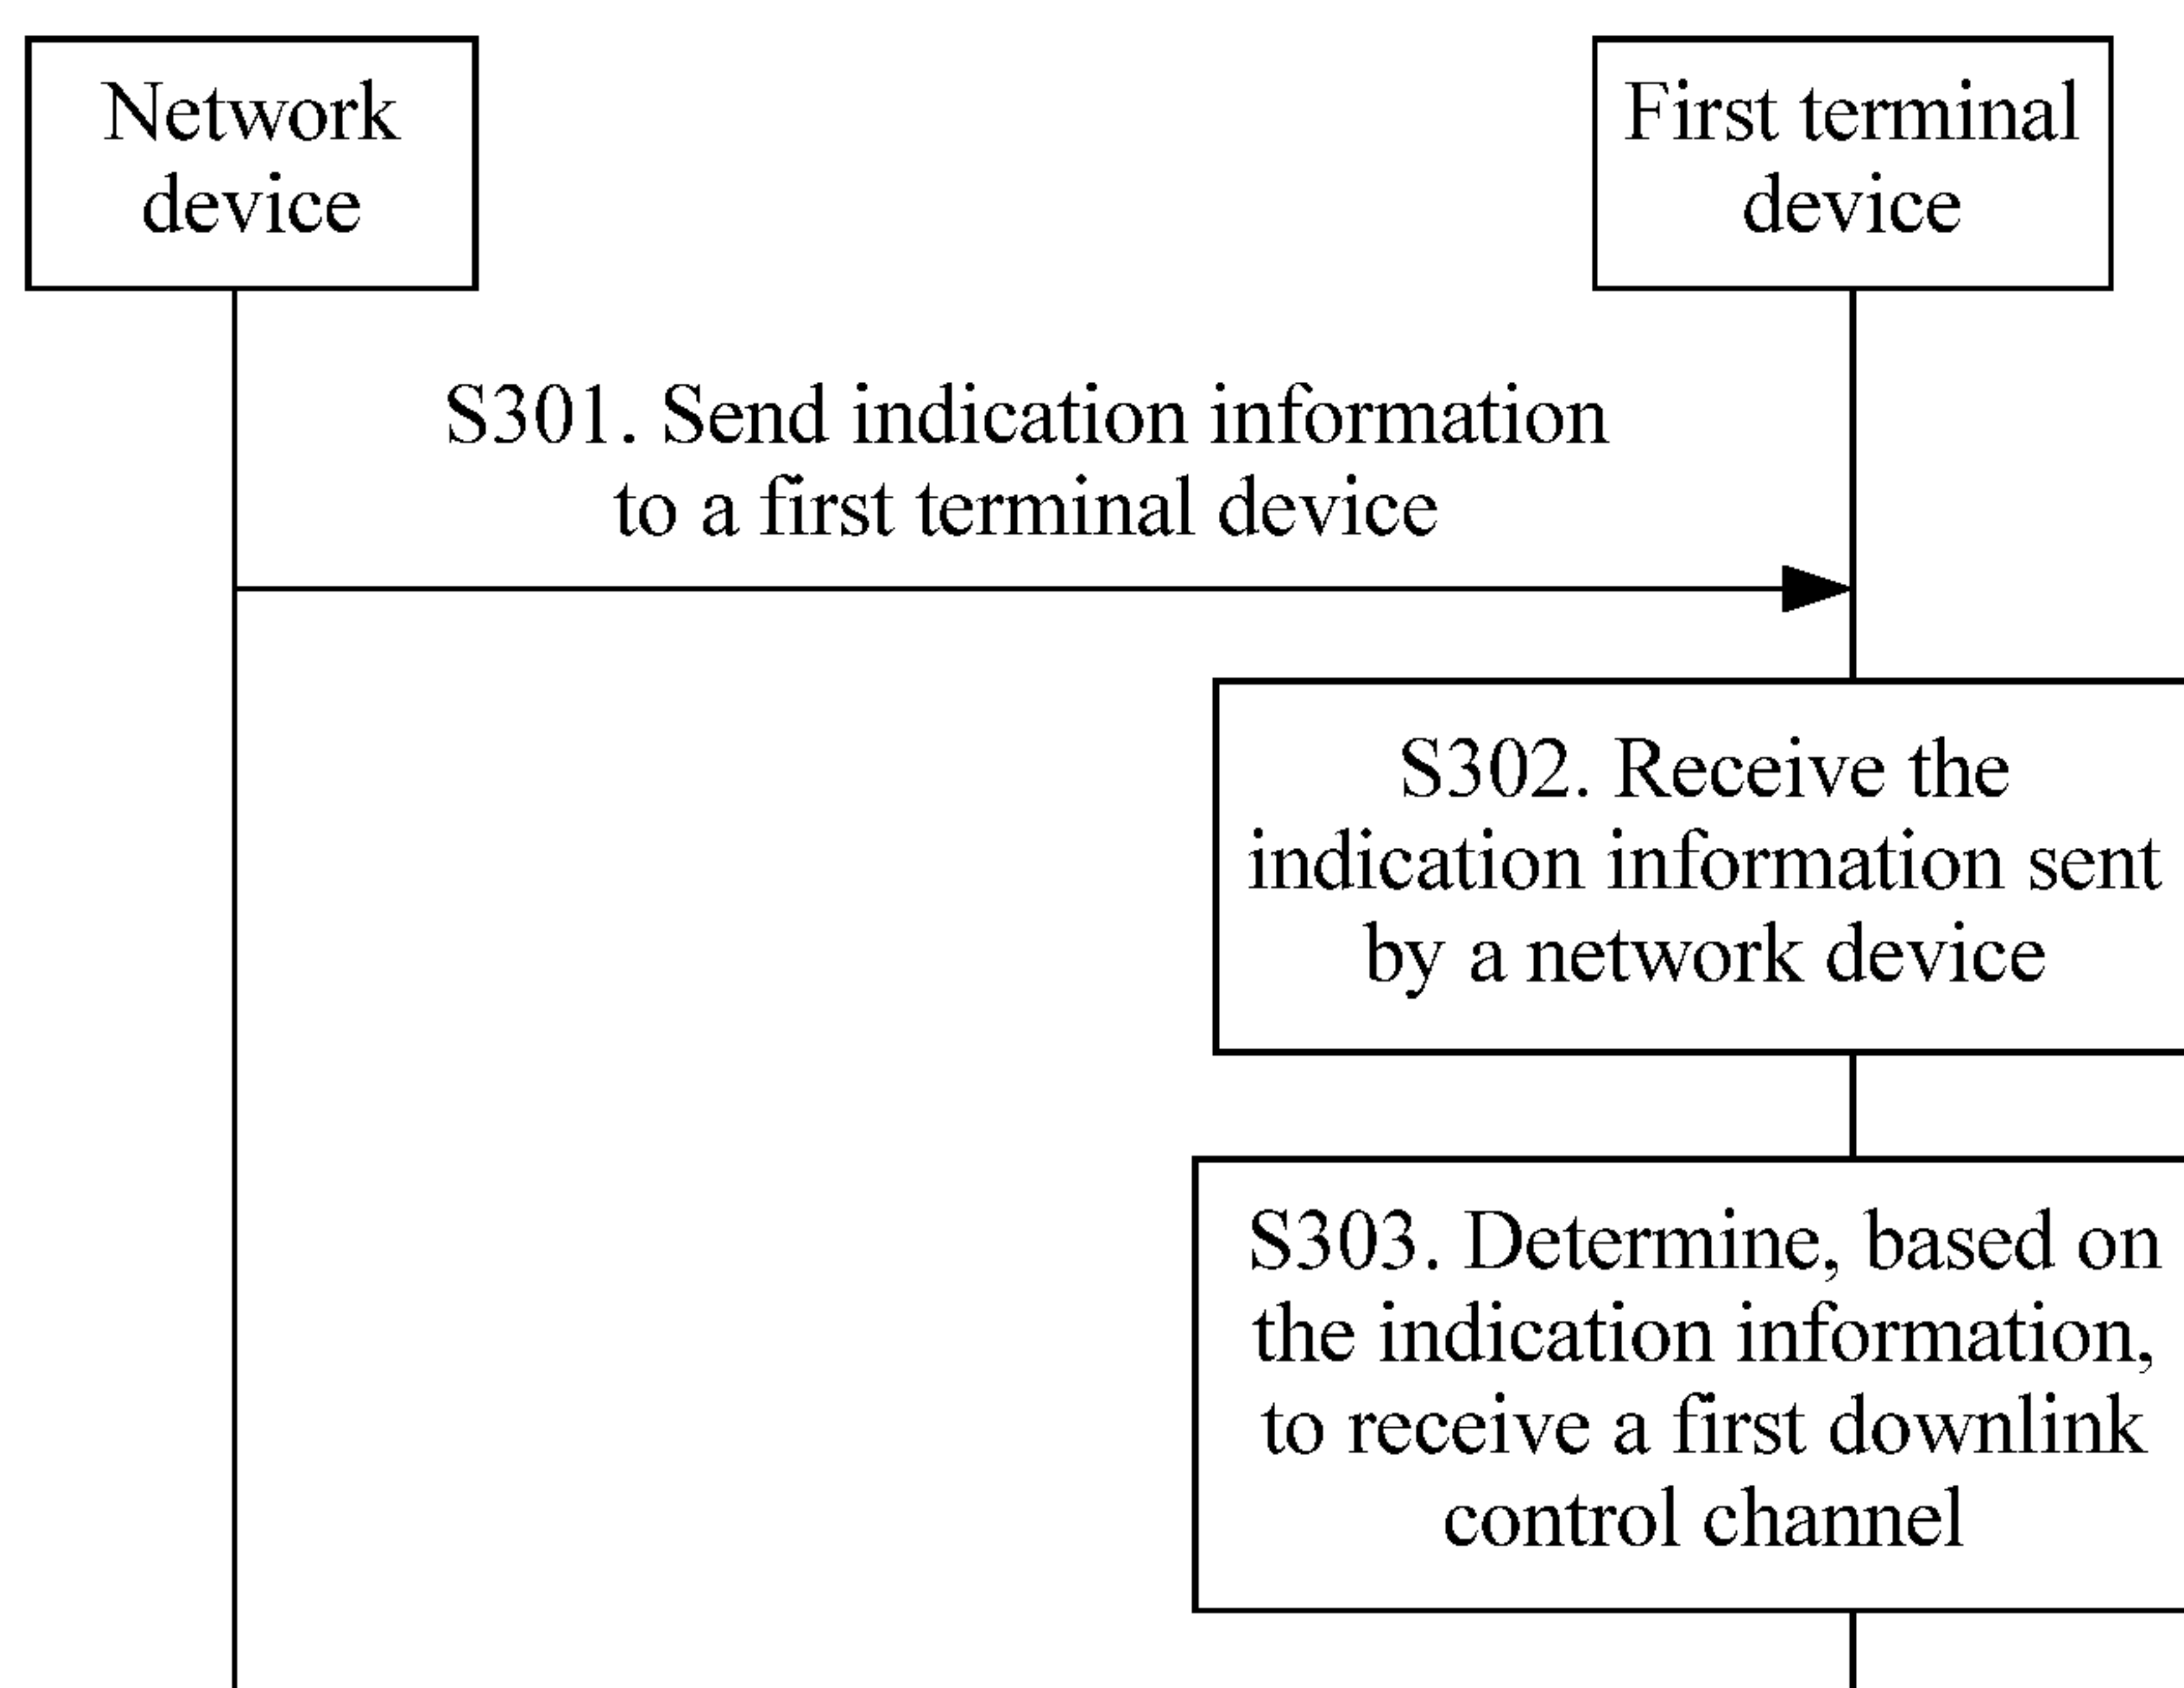 Network
device
First terminal
device
S301. Send indication information
to a first terminal device
S302. Receive the
indication information sent
by a network device
S303. Determine, based on
the indication information,
to receive a first downlink
control channel